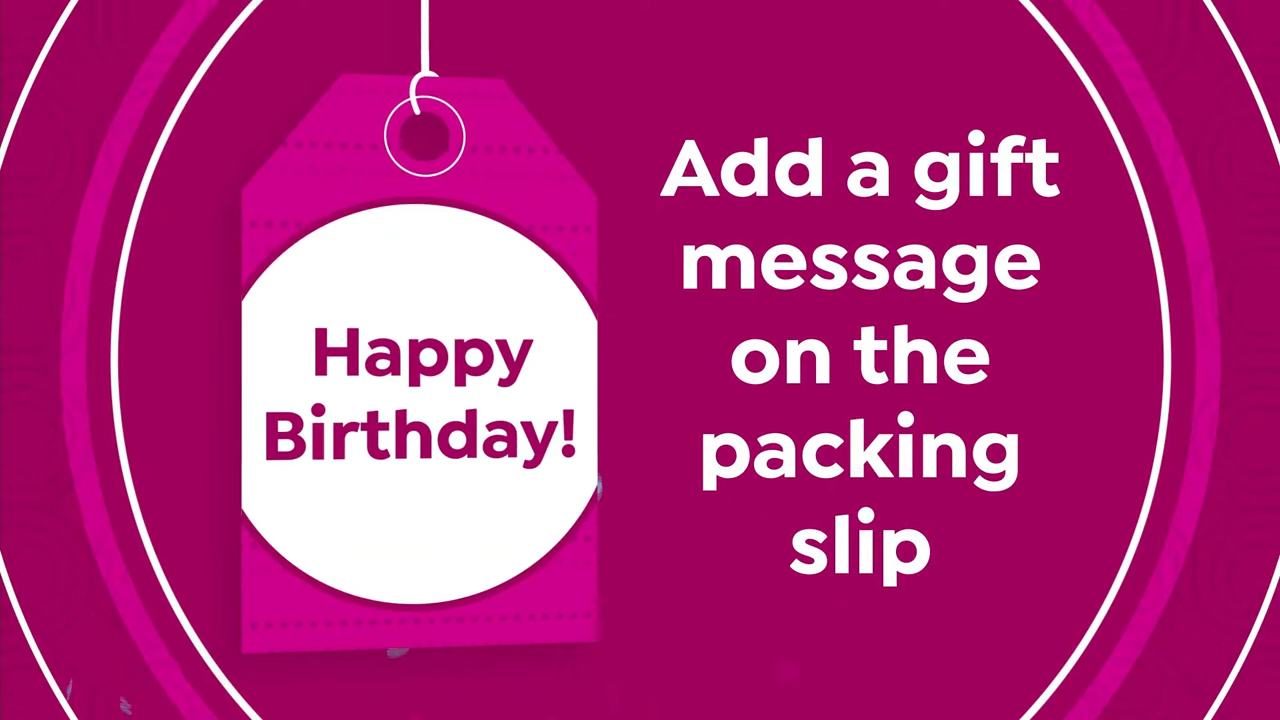 Happy
Birthday!
Add a gift
message
on the
packing
slip